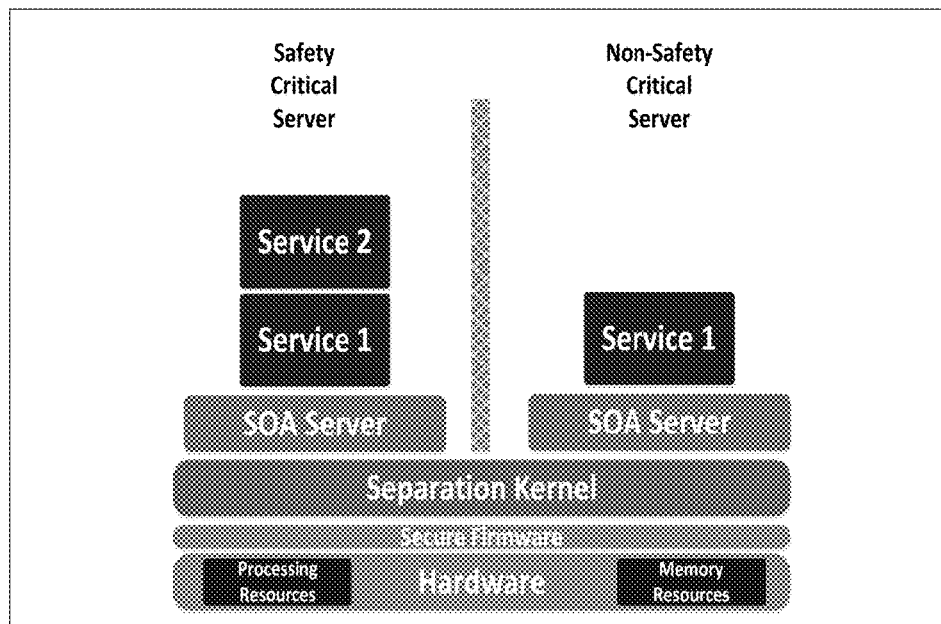 Safety
Critical
Server
Non-Safety
Critical
Server
Service 2
Service 1
Service 1
SOA Server
SOA Server
Separation Kernel
Secure Firmware
Processing
Resources
Hardware
Memory
Resources